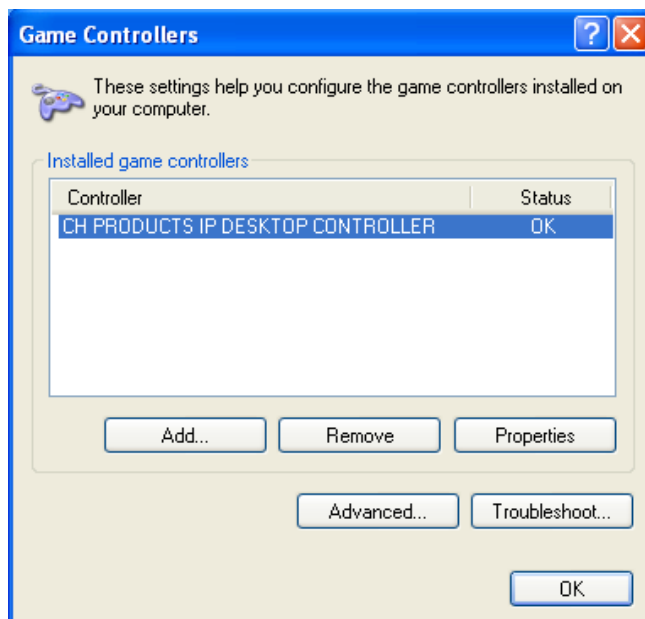 Game Controllers
These settings help you configure the game controllers installed on
your computer.
Installed game controllers
Controller Status
CH PRODUCTS IP DESKTOP CONTROLLER OK
Add... Remove Properties
Advanced... Troubleshoot...
OK